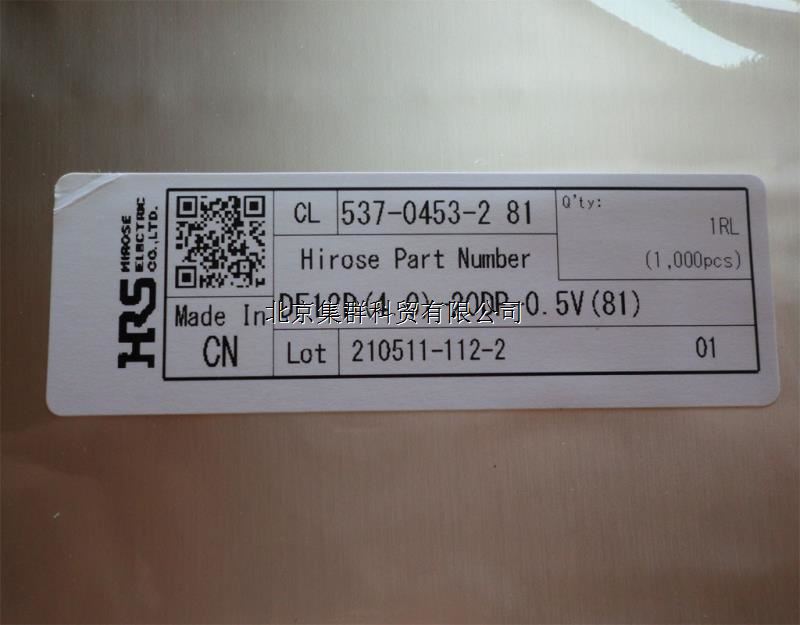 HRS HIROSE
ELECTRIC
CO.,LTD.
CL 537-0453-2 81
Q'ty:
1RL
(1,000pcs)
Hirose Part Number
0.5V(81)
北京集群科贸有限公司
Made In
CN
Lot 210511-112-2 01